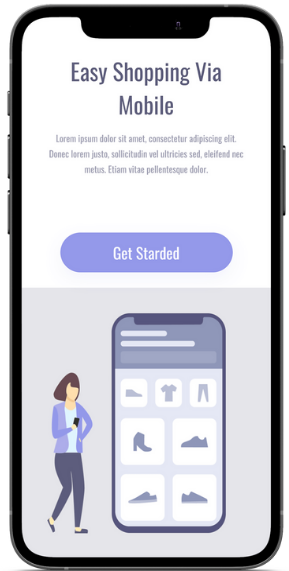 Easy Shopping Via
Mobile
Lorem ipsum dolor sit amet, consectetur adipiscing elit.
Donec lorem justo, sollicitudin vel ultricies sed, eleifend nec
metus. Etiam vitae pellentesque dolor.
Get Starded